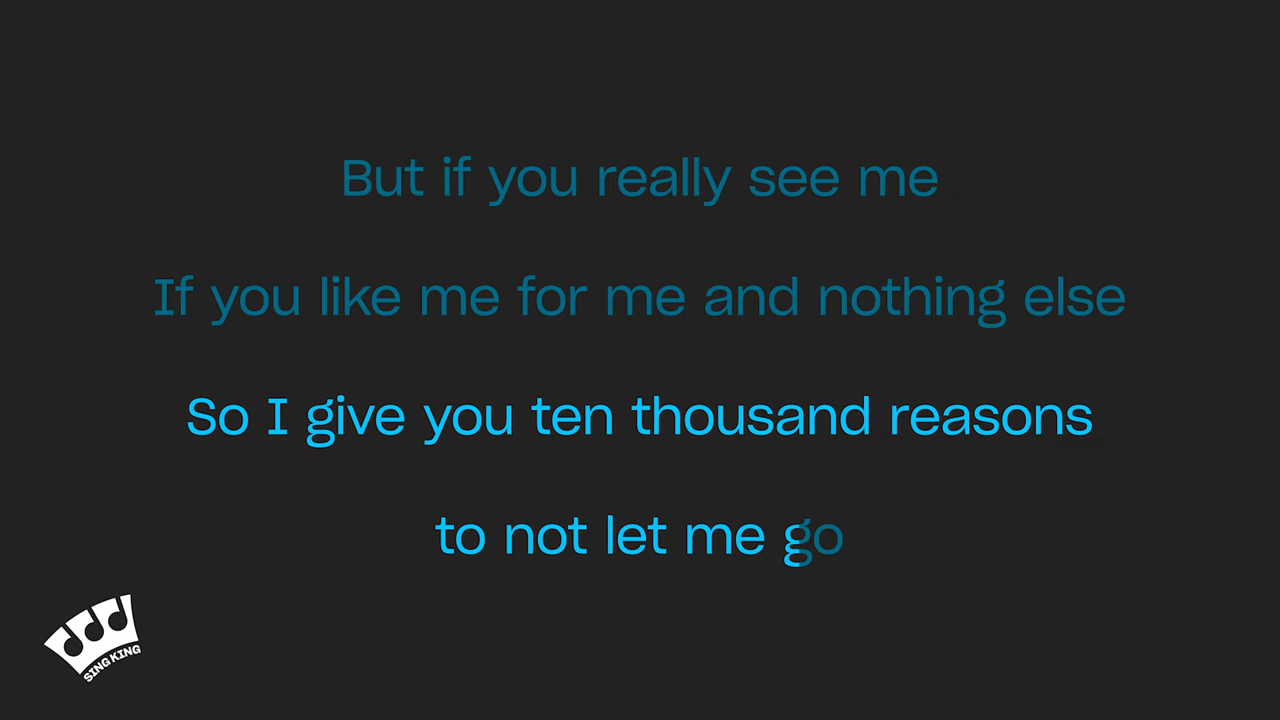 But if you really see me
If you like me for me and nothing else
So I give you ten thousand reasons
to not let me go
SING KING